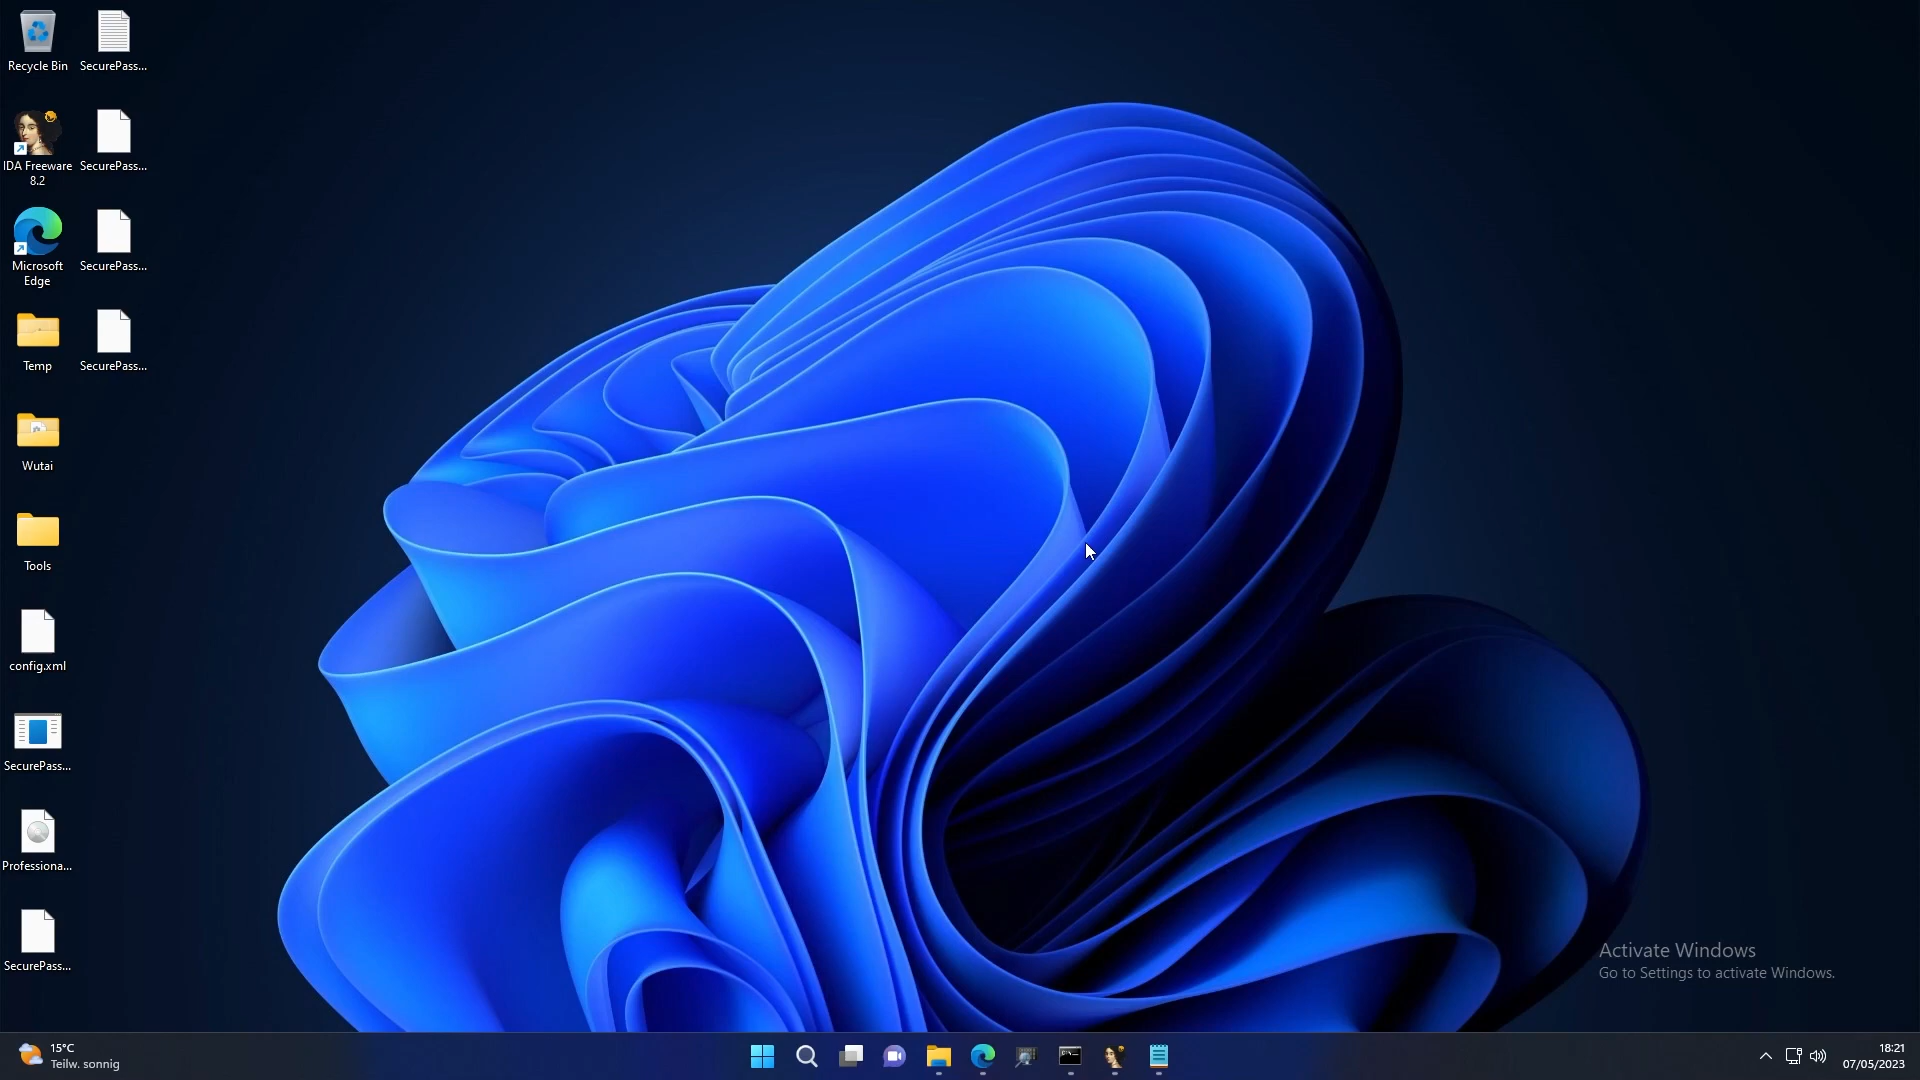 Recycle Bin
SecurePass...
IDA Freeware
8.2
SecurePass...
Microsoft
Edge
SecurePass...
Temp
SecurePass...
Wutai
Tools
config.xml
SecurePass...
Professiona...
SecurePass...
Activate Windows
Go to Settings to activate Windows.
15°C
Teilw. sonnig
18:21
07/05/2023